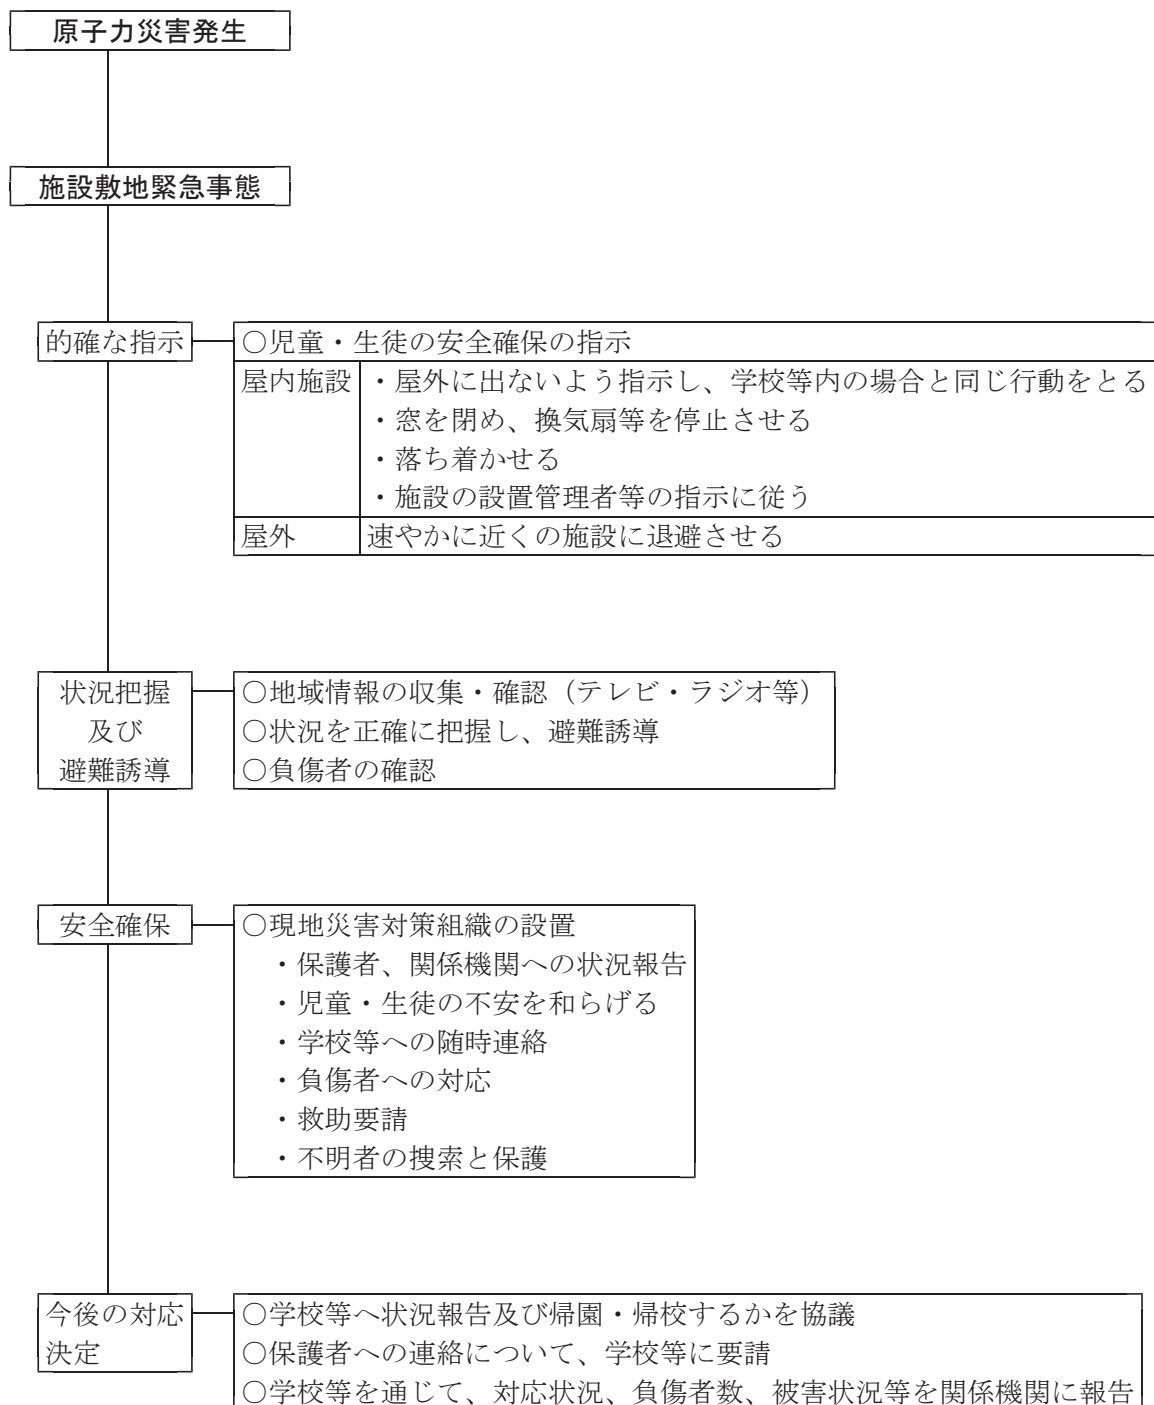 原子力災害発生
施設敷地緊急事態
的確な指示
○児童・生徒の安全確保の指示
屋内施設
・屋外に出ないよう指示し、学校等内の場合と同じ行動をとる
・窓を閉め、換気扇等を停止させる
・落ち着かせる
・施設の設置管理者等の指示に従う
屋外
速やかに近くの施設に退避させる
状況把握
及び
避難誘導
○地域情報の収集・確認（テレビ・ラジオ等）
○状況を正確に把握し、避難誘導
○負傷者の確認
安全確保
○現地災害対策組織の設置
・保護者、関係機関への状況報告
・児童・生徒の不安を和らげる
・学校等への随時連絡
・負傷者への対応
・救助要請
・不明者の捜索と保護
今後の対応
決定
○学校等へ状況報告及び帰園・帰校するかを協議
○保護者への連絡について、学校等に要請
○学校等を通じて、対応状況、負傷者数、被害状況等を関係機関に報告